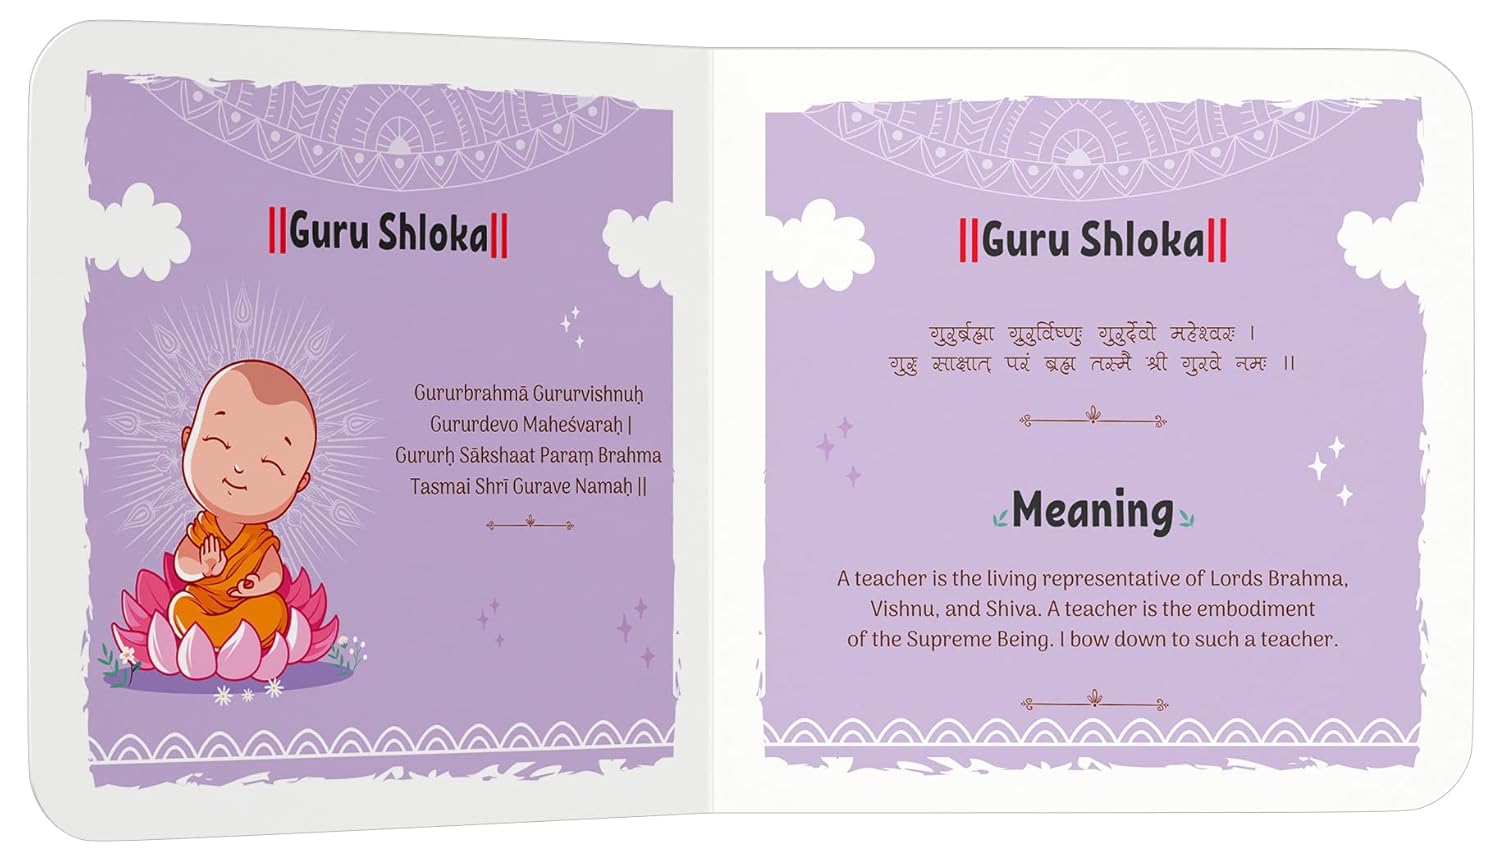 ||Guru Shloka||
Gururbrahmā Gururvishnuḥ
Gururdevo Maheśvaraḥ |
Gururḥ Sākshaat Paraṃ Brahma
Tasmai Shrī Gurave Namaḥ ||
||Guru Shloka||
गुरुर्ब्रह्मा ग्रुरुर्विष्णुः गुरुर्देवो महेश्वरः ।
गुरु साक्षात् परं ब्रह्म तस्मै श्री गुरवे नमः ।।
Meaning
A teacher is the living representative of Lords Brahma,
Vishnu, and Shiva. A teacher is the embodiment
of the Supreme Being. I bow down to such a teacher.